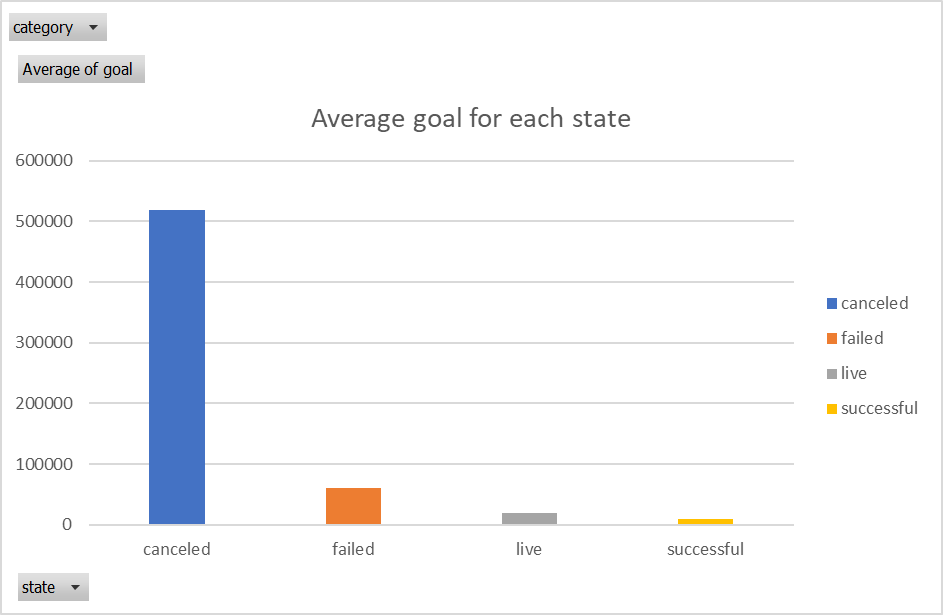 category
Average of goal
Average goal for each state
600000
500000
400000
300000
200000
100000
0
canceled
failed
live
successful
canceled
failed
live
successful
state